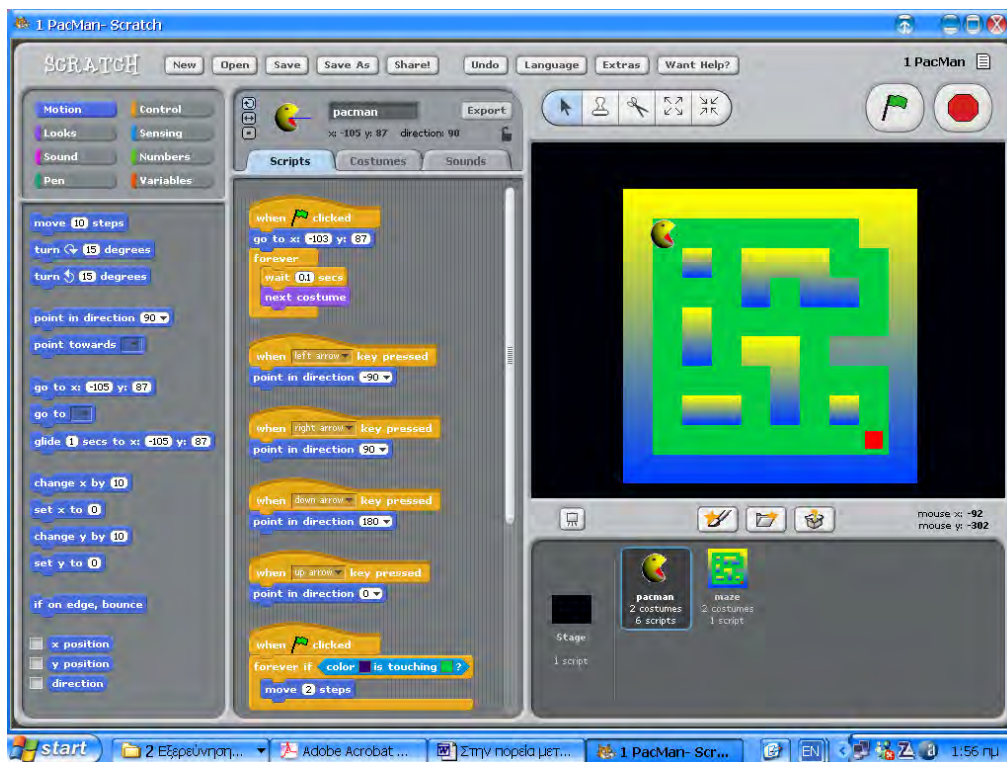 1 PacMan- Scratch
SCRATCH New Open Save Save As Share! Undo Language Extras Want Help? 1 PacMan
Motion Control
Looks Sensing
Sound Numbers
Pen Variables
move 10 steps
turn 15 degrees
turn 15 degrees
point in direction 90
point towards
go to x: -105 y: 87
go to
glide 1 secs to x: -105 y: 87
change x by 10
set x to 0
change y by 10
set y to 0
if on edge, bounce
x position
y position
direction
pacman Export
x: -105 y: 87 direction: 90
Scripts Costumes Sounds
when clicked
go to x: -103 y: 87
forever
wait 0.1 secs
next costume
when left arrow key pressed
point in direction -90
when right arrow key pressed
point in direction 90
when down arrow key pressed
point in direction 180
when up arrow key pressed
point in direction 0
when clicked
forever if color is touching ?
move 2 steps
mouse x: -92
mouse y: -302
Stage
1 script
pacman
2 costumes
6 scripts
maze
2 costumes
1 script
start 2 Εξερεύνηση... Adobe Acrobat ... Στην πορεία μετ... 1 PacMan- Scr... EN 1:56 πμ